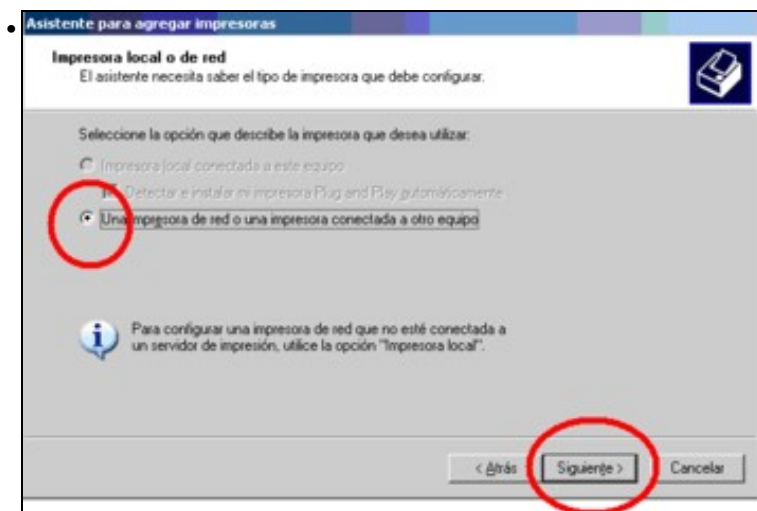 Asistente para agregar impresoras
Impresora local o de red
El asistente necesita saber el tipo de impresora que debe configurar.
Seleccione la opción que describe la impresora que desea utilizar:
Impresora local conectada a este equipo
Detectar e instalar mi impresora Plug and Play automáticamente
Una impresora de red o una impresora conectada a otro equipo
Para configurar una impresora de red que no esté conectada a
un servidor de impresión, utilice la opción "Impresora local".
< Atrás
Siguiente >
Cancelar